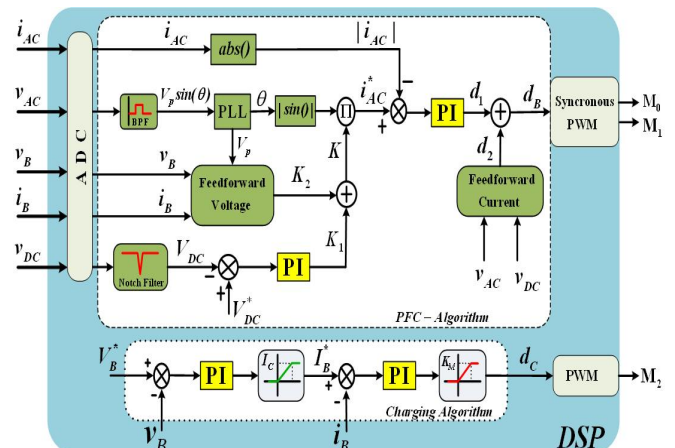 i_AC
i_AC
|i_AC|
abs()
v_AC
A D C
BPF
V_p sin(θ)
PLL
θ
|sin()|
Π
i*_AC
−
+
PI
d_1
+
d_B
Syncronous
PWM
M_0
M_1
V_p
K
d_2
v_B
v_B
Feedforward
Voltage
K_2
+
Feedforward
Current
i_B
i_B
K_1
v_DC
Notch Filter
V_DC
−
+
PI
V*_DC
v_AC
v_DC
PFC – Algorithm
V*_B
+
−
PI
I_C
I*_B
+
−
PI
K_M
d_C
PWM
M_2
Charging Algorithm
v_B
i_B
DSP